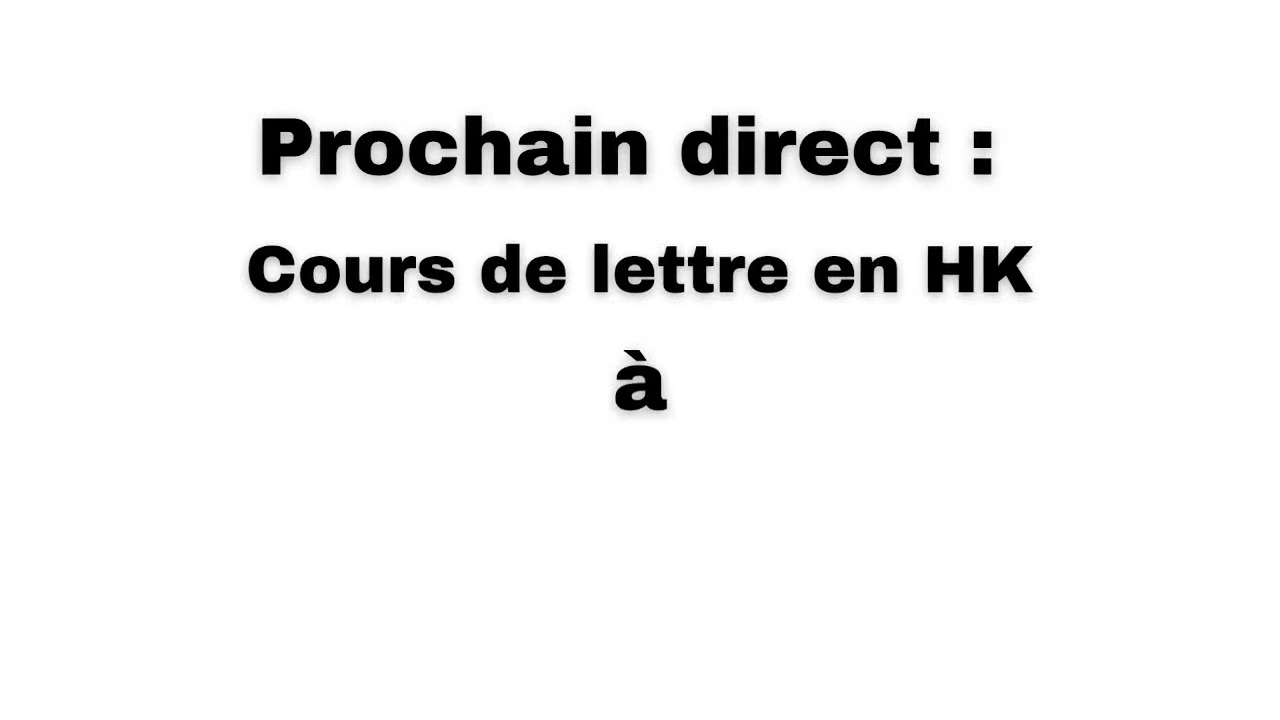 Prochain direct :
Cours de lettre en HK
à